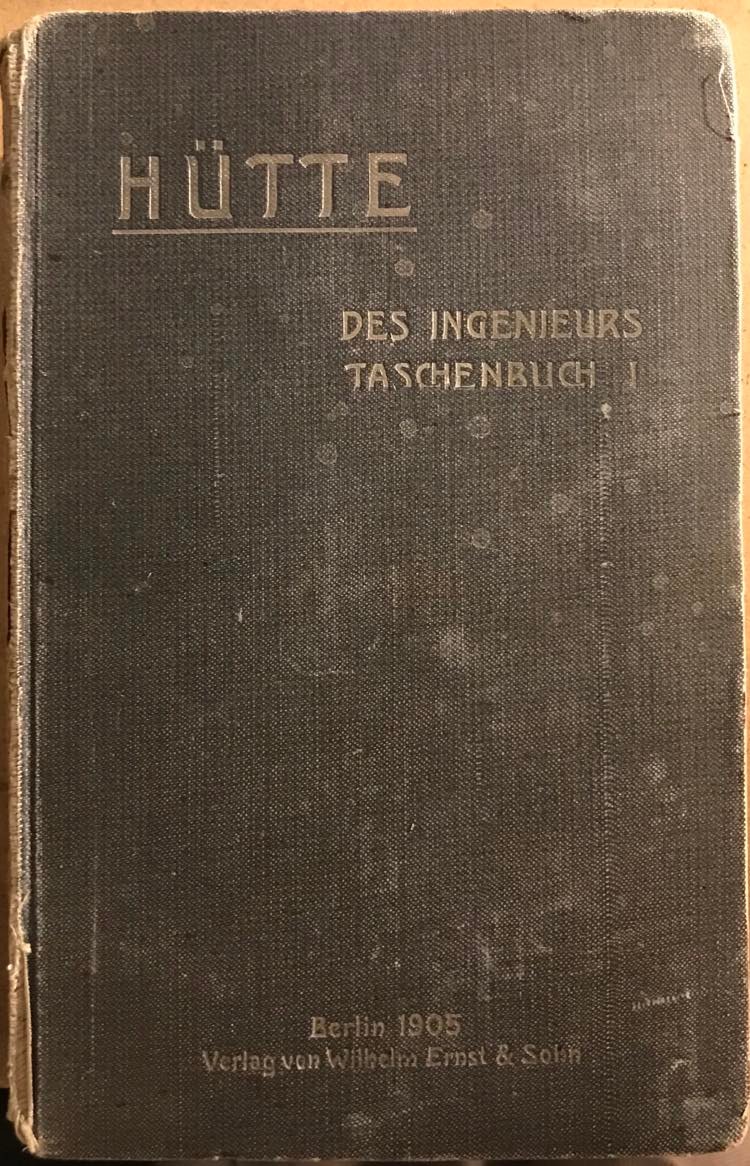 HÜTTE
DES INGENIEURS
TASCHENBUCH I
Berlin 1905
Verlag von Wilhelm Ernst & Sohn